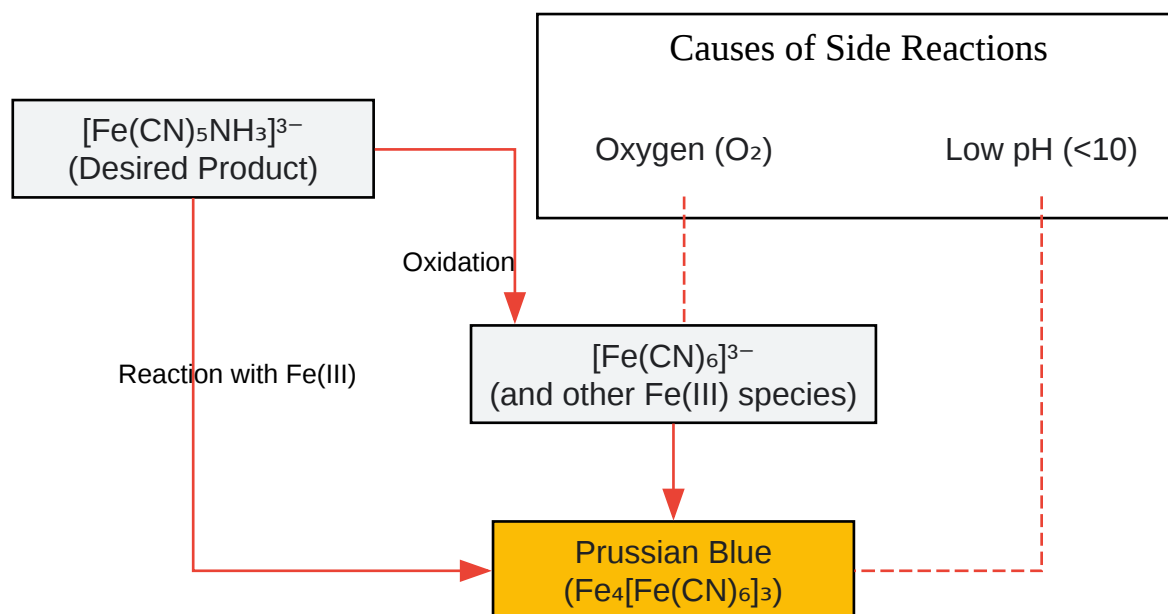 Causes of Side Reactions
[Fe(CN)₅NH₃]³⁻
(Desired Product)
Oxygen (O₂)
Low pH (<10)
Oxidation
Reaction with Fe(III)
[Fe(CN)₆]³⁻
(and other Fe(III) species)
Prussian Blue
(Fe₄[Fe(CN)₆]₃)